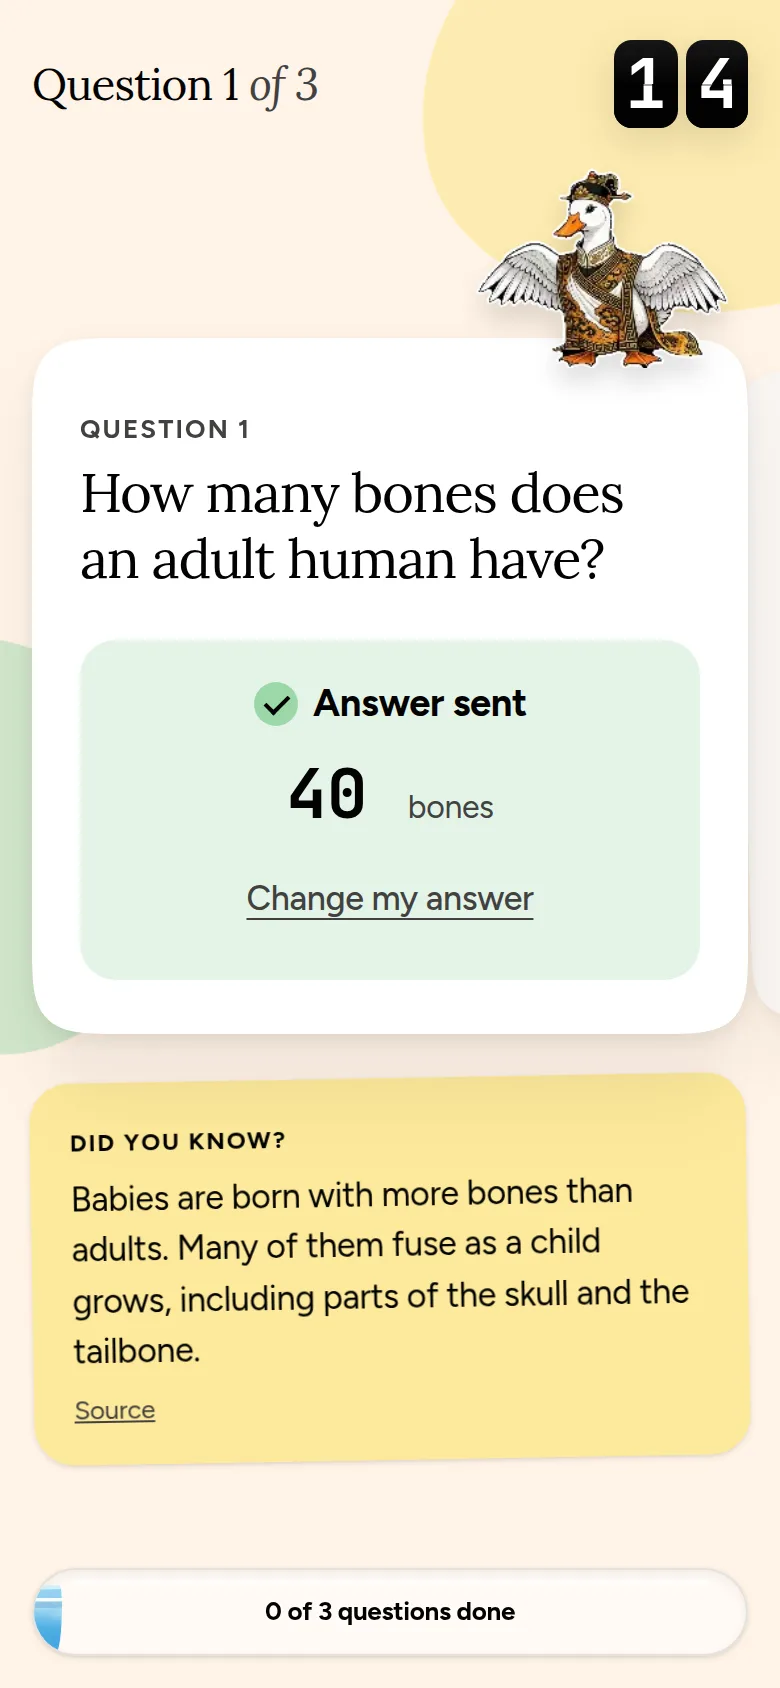 Question 1 of 3
14
QUESTION 1
How many bones does
an adult human have?
Answer sent
40 bones
Change my answer
DID YOU KNOW?
Babies are born with more bones than
adults. Many of them fuse as a child
grows, including parts of the skull and the
tailbone.
Source
0 of 3 questions done